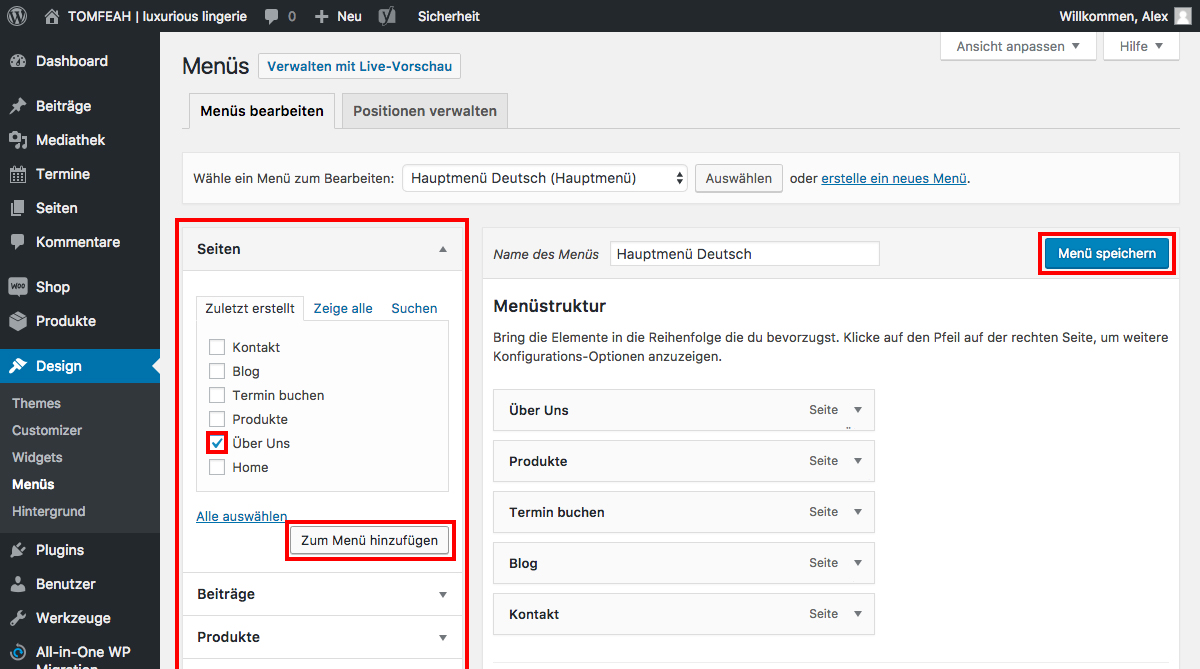 TOMFEAH | luxurious lingerie 0 Neu Sicherheit Willkommen, Alex
Dashboard
Beiträge
Mediathek
Termine
Seiten
Kommentare
WOO Shop
Produkte
Design
Themes
Customizer
Widgets
Menüs
Hintergrund
Plugins
Benutzer
Werkzeuge
All-in-One WP
Migration
Ansicht anpassen Hilfe
Menüs Verwalten mit Live-Vorschau
Menüs bearbeiten Positionen verwalten
Wähle ein Menü zum Bearbeiten: Hauptmenü Deutsch (Hauptmenü) Auswählen oder erstelle ein neues Menü.
Seiten
Zuletzt erstellt Zeige alle Suchen
Kontakt
Blog
Termin buchen
Produkte
Über Uns
Home
Alle auswählen
Zum Menü hinzufügen
Beiträge
Produkte
Name des Menüs Hauptmenü Deutsch Menü speichern
Menüstruktur
Bring die Elemente in die Reihenfolge die du bevorzugst. Klicke auf den Pfeil auf der rechten Seite, um weitere
Konfigurations-Optionen anzuzeigen.
Über Uns Seite
Produkte Seite
Termin buchen Seite
Blog Seite
Kontakt Seite